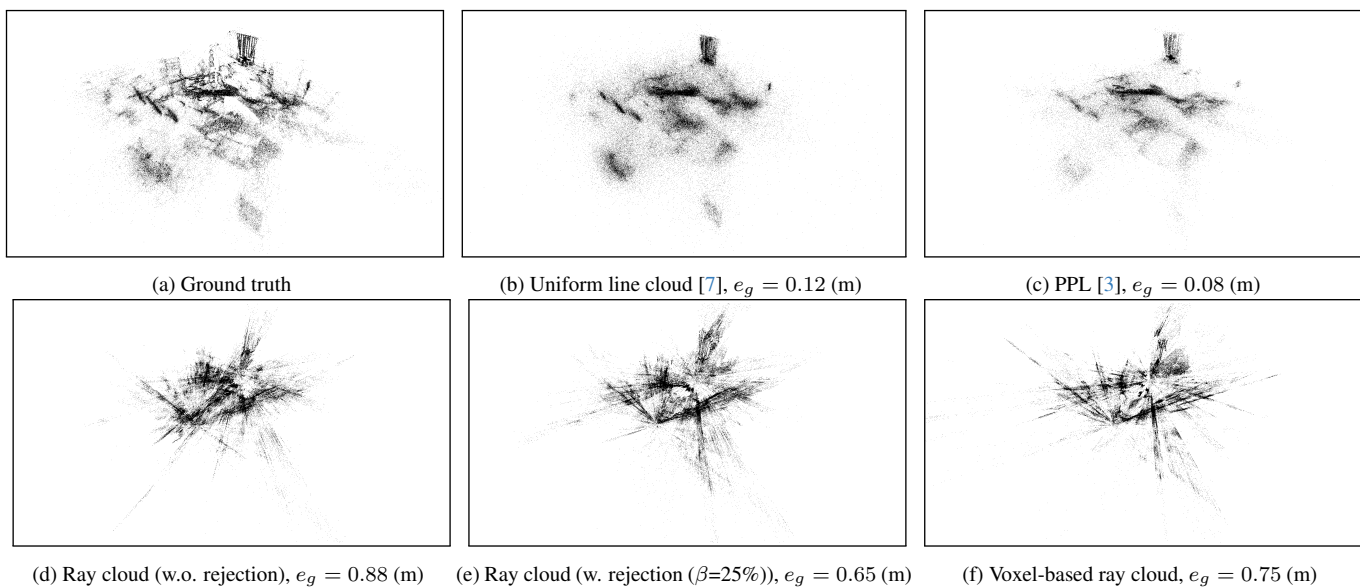 (a) Ground truth
(b) Uniform line cloud [7], e_g = 0.12 (m)
(c) PPL [3], e_g = 0.08 (m)
(d) Ray cloud (w.o. rejection), e_g = 0.88 (m)
(e) Ray cloud (w. rejection (β=25%)), e_g = 0.65 (m)
(f) Voxel-based ray cloud, e_g = 0.75 (m)